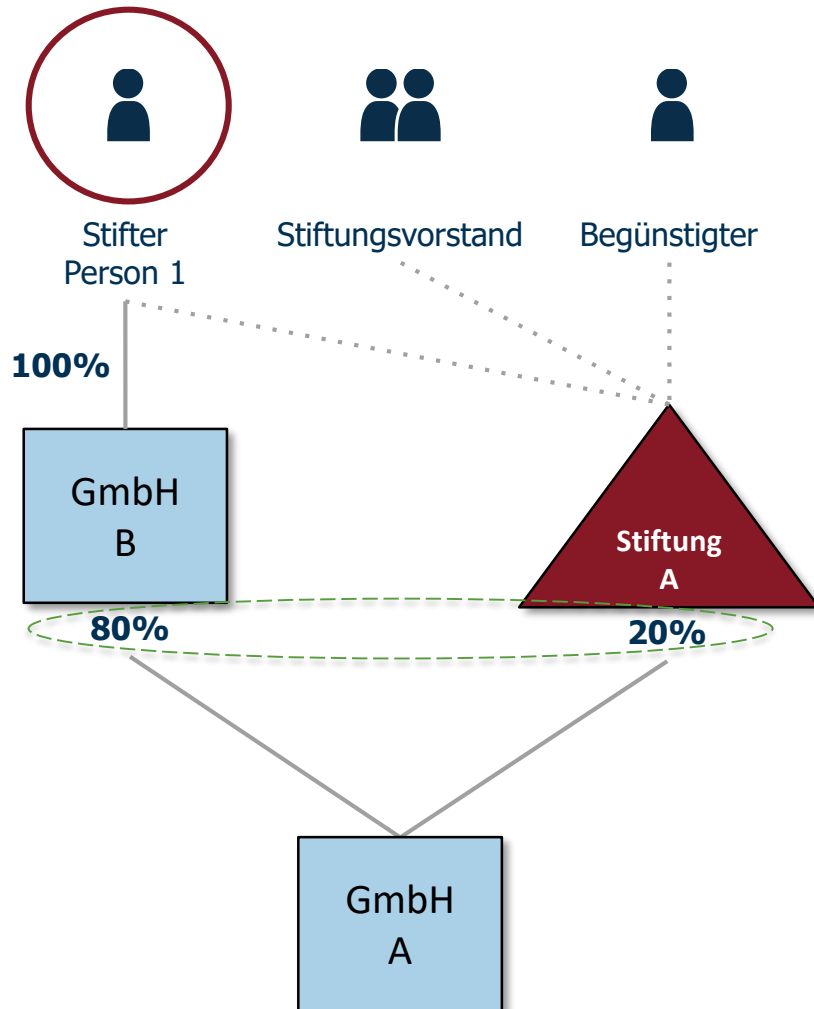 Stifter
Person 1
Stiftungsvorstand
Begünstigter
100%
GmbH
B
Stiftung
A
80%
20%
GmbH
A